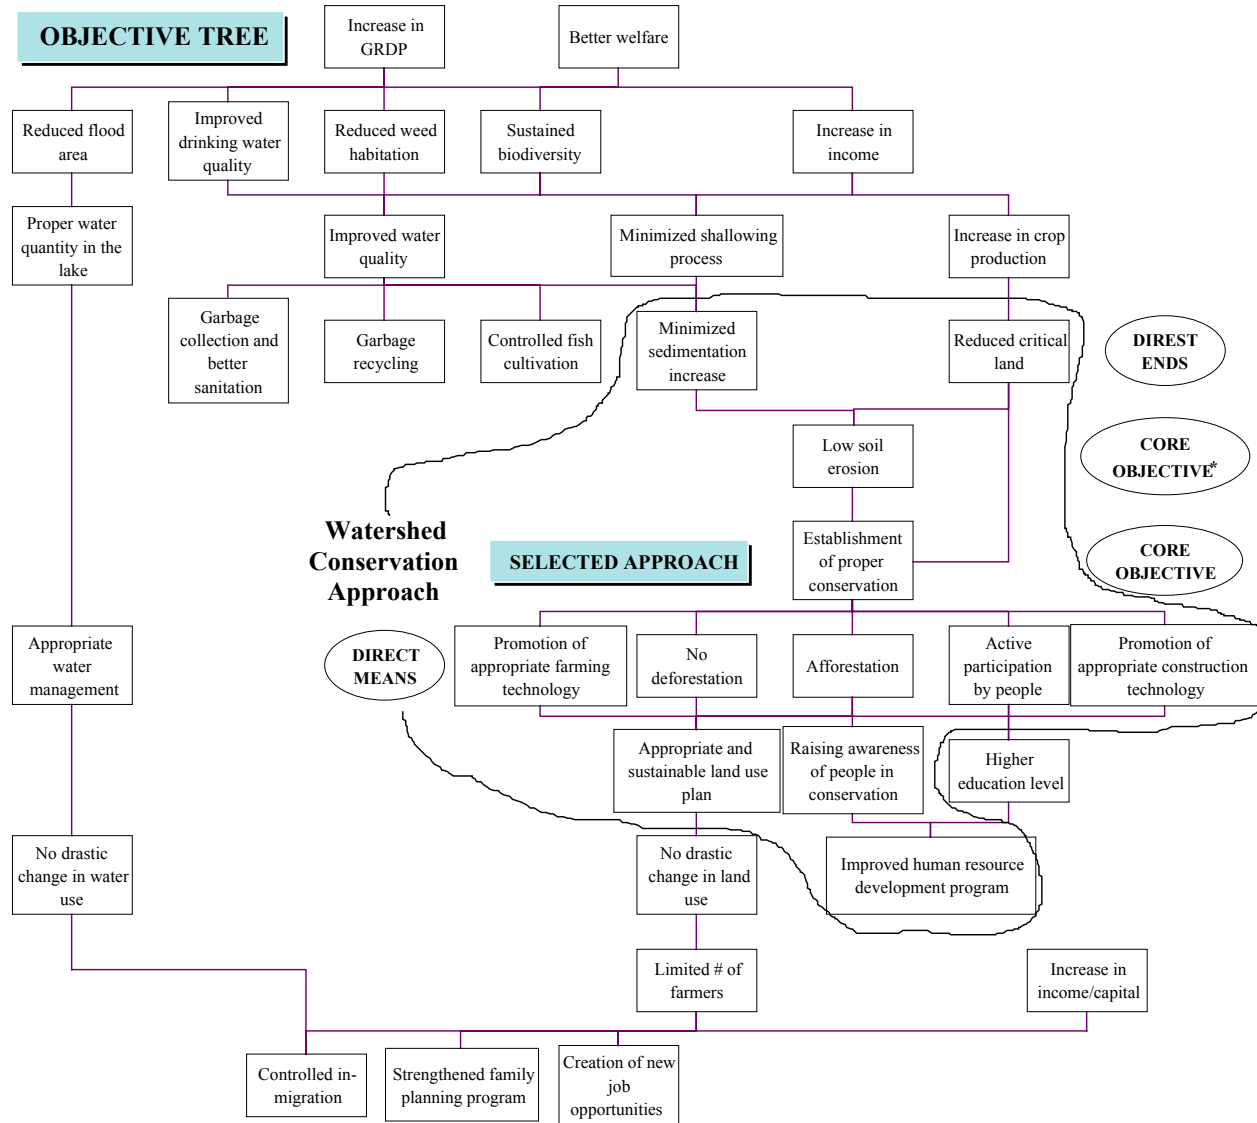 OBJECTIVE TREE
Increase in
GRDP
Better welfare
Reduced flood
area
Improved
drinking water
quality
Reduced weed
habitation
Sustained
biodiversity
Increase in
income
Proper water
quantity in the
lake
Improved water
quality
Minimized shallowing
process
Increase in crop
production
Garbage
collection and
better
sanitation
Garbage
recycling
Controlled fish
cultivation
Minimized
sedimentation
increase
Reduced critical
land
DIREST
ENDS
Low soil
erosion
CORE
OBJECTIVE*
Watershed
Conservation
Approach
SELECTED APPROACH
Establishment
of proper
conservation
CORE
OBJECTIVE
Appropriate
water
management
DIRECT
MEANS
Promotion of
appropriate farming
technology
No
deforestation
Afforestation
Active
participation
by people
Promotion of
appropriate construction
technology
Appropriate and
sustainable land use
plan
Raising awareness
of people in
conservation
Higher
education level
No drastic
change in water
use
No drastic
change in land
use
Improved human resource
development program
Limited # of
farmers
Increase in
income/capital
Controlled in-
migration
Strengthened family
planning program
Creation of new
job
opportunities